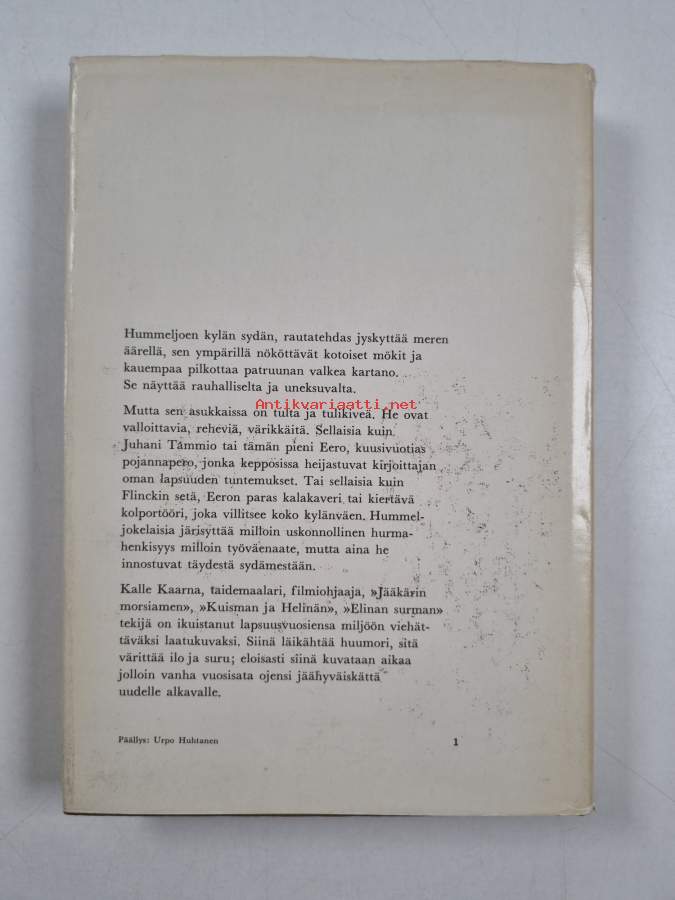 Hummeljoen kylän sydän, rautatehdas jyskyttää meren
äärellä, sen ympärillä nököttävät kotoiset mökit ja
kauempaa pilkottaa patruunan valkea kartano.
Se näyttää rauhalliselta ja uneksuvalta.
Antikvariaatti.net
Mutta sen asukkaissa on tulta ja tulikiveä. He ovat
valloittavia, reheviä, värikkäitä. Sellaisia kuin
Juhani Tammio tai tämän pieni Eero, kuusivuotias
pojannapero, jonka kepposissa heijastuvat kirjoittajan
oman lapsuuden tuntemukset. Tai sellaisia kuin
Flinckin setä, Eeron paras kalakaveri tai kiertävä
kolportööri, joka villitsee koko kylänväen. Hummel-
jokelaisia järisyttää milloin uskonnollinen hurma-
henkisyys milloin työväenaate, mutta aina he
innostuvat täydestä sydämestään.
Kalle Kaarna, taidemaalari, filmiohjaaja, »Jääkärin
morsiamen», »Kuisman ja Helinän», »Elinan surman»
tekijä on ikuistanut lapsuusvuosiensa miljöön viehät-
täväksi laatukuvaksi. Siinä läikähtää huumori, sitä
värittää ilo ja suru; eloisasti siinä kuvataan aikaa
jolloin vanha vuosisata ojensi jäähyväiskättä
uudelle alkavalle.
Päällys: Urpo Huhtanen 1